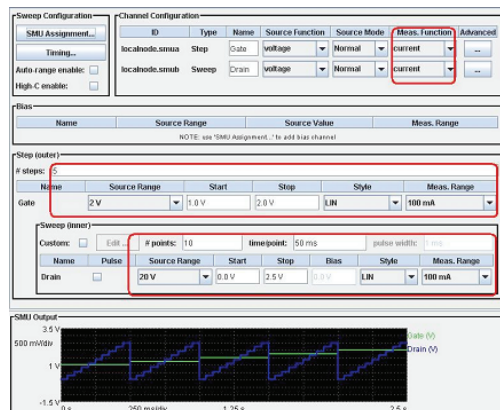 Sweep Configuration
SMU Assignment...
Timing...
Auto-range enable:
High-C enable:
Channel Configuration
ID Type Name Source Function Source Mode Meas. Function Advanced
localnode.smua Step Gate voltage Normal current ...
localnode.smub Sweep Drain voltage Normal current ...
Bias
Name Source Range Source Value Meas. Range
NOTE: use 'SMU Assignment...' to add bias channel
Step (outer)
# steps: 5
Name Source Range Start Stop Style Meas. Range
Gate 2 V 1.0 V 2.0 V LIN 100 mA
Sweep (inner)
Custom: Edit ... # points: 10 time/point: 50 ms pulse width: 1 ms
Name Pulse Source Range Start Stop Bias Style Meas. Range
Drain 20 V 0.0 V 2.5 V 0.0 V LIN 100 mA
SMU Output
3.5 V
500 mV/div
1 V
-1.5 V
0 s 250 ms/div 1.25 s 2.5 s
Gate (V)
Drain (V)